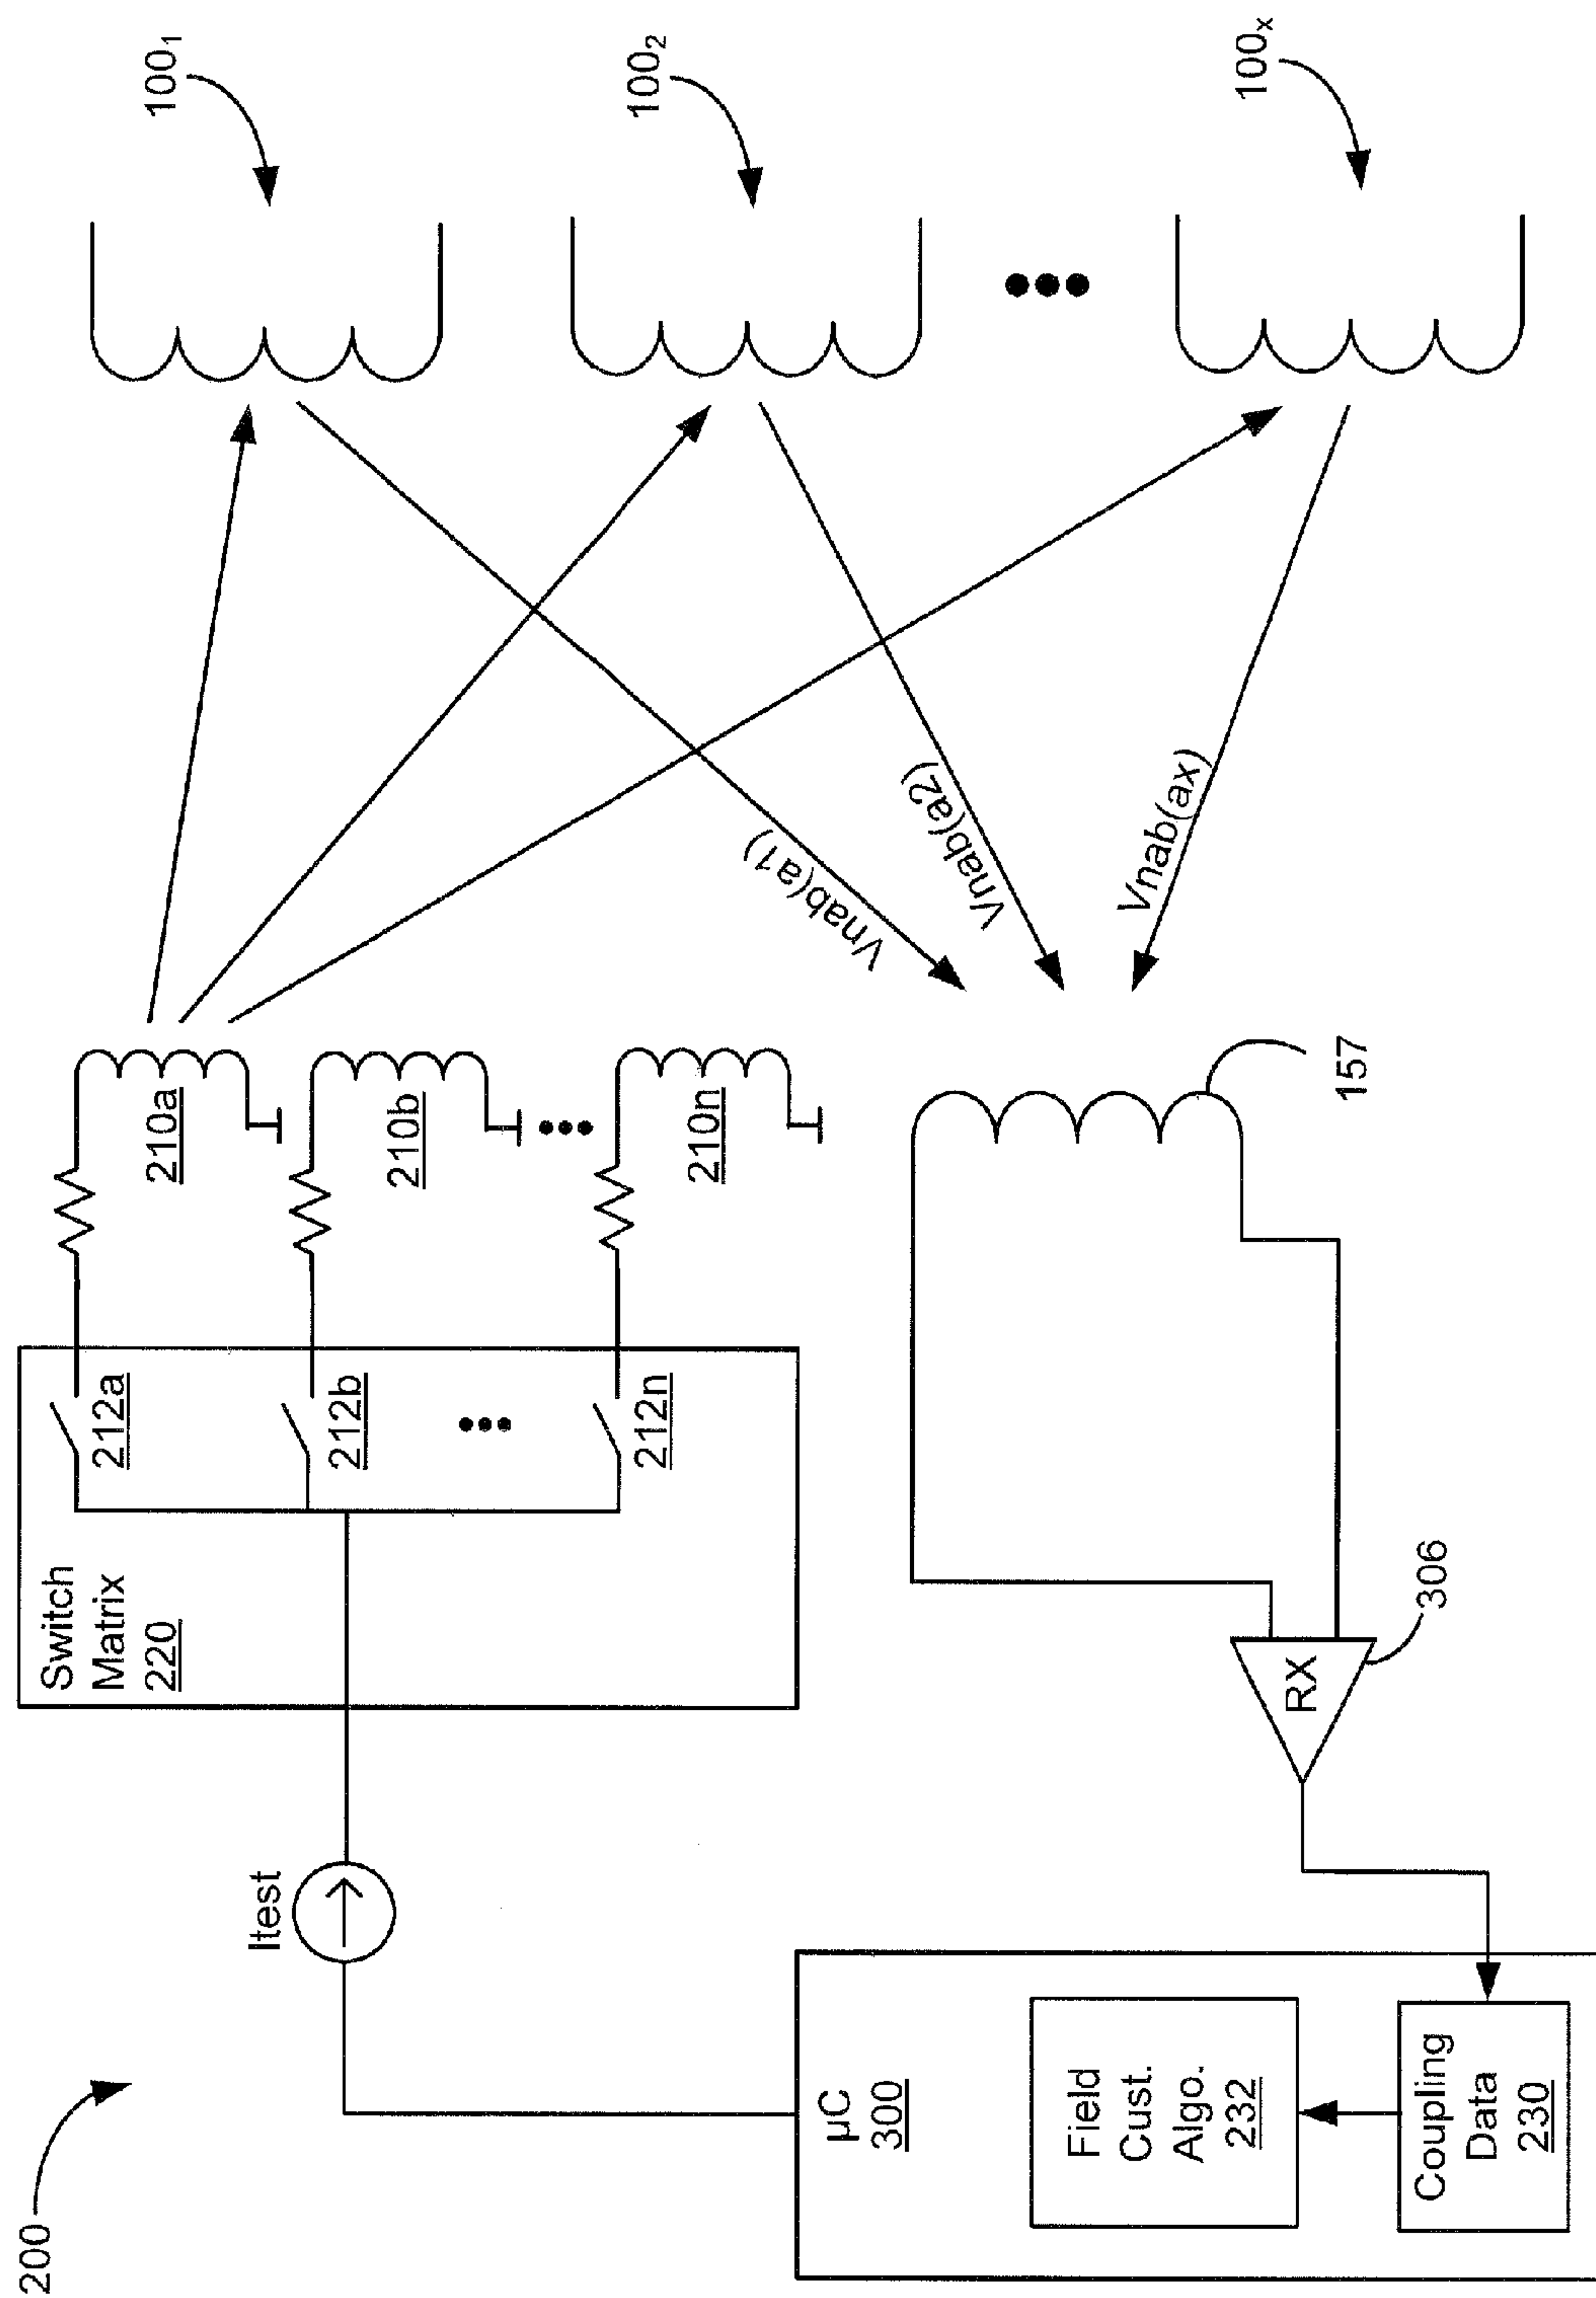 200
Itest
Switch
Matrix
220
212a
212b
212n
210a
210b
210n
100₁
100₂
100ₓ
Vnab(a1)
Vnab(a2)
Vnab(ax)
157
306
RX
µC
300
Field
Cust.
Algo.
232
Coupling
Data
230